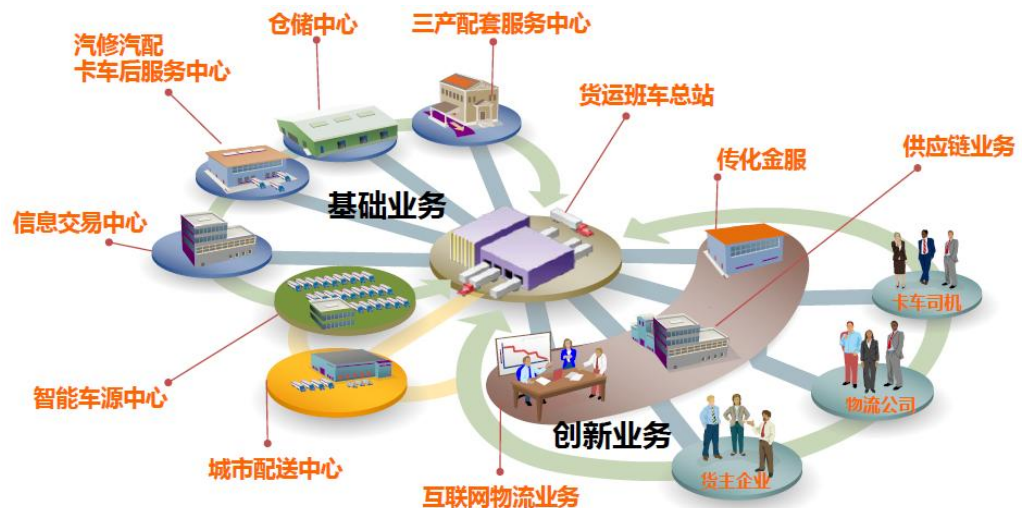 仓储中心
三产配套服务中心
汽修汽配
卡车后服务中心
货运班车总站
传化金服
供应链业务
基础业务
信息交易中心
卡车司机
智能车源中心
物流公司
创新业务
城市配送中心
货主企业
互联网物流业务